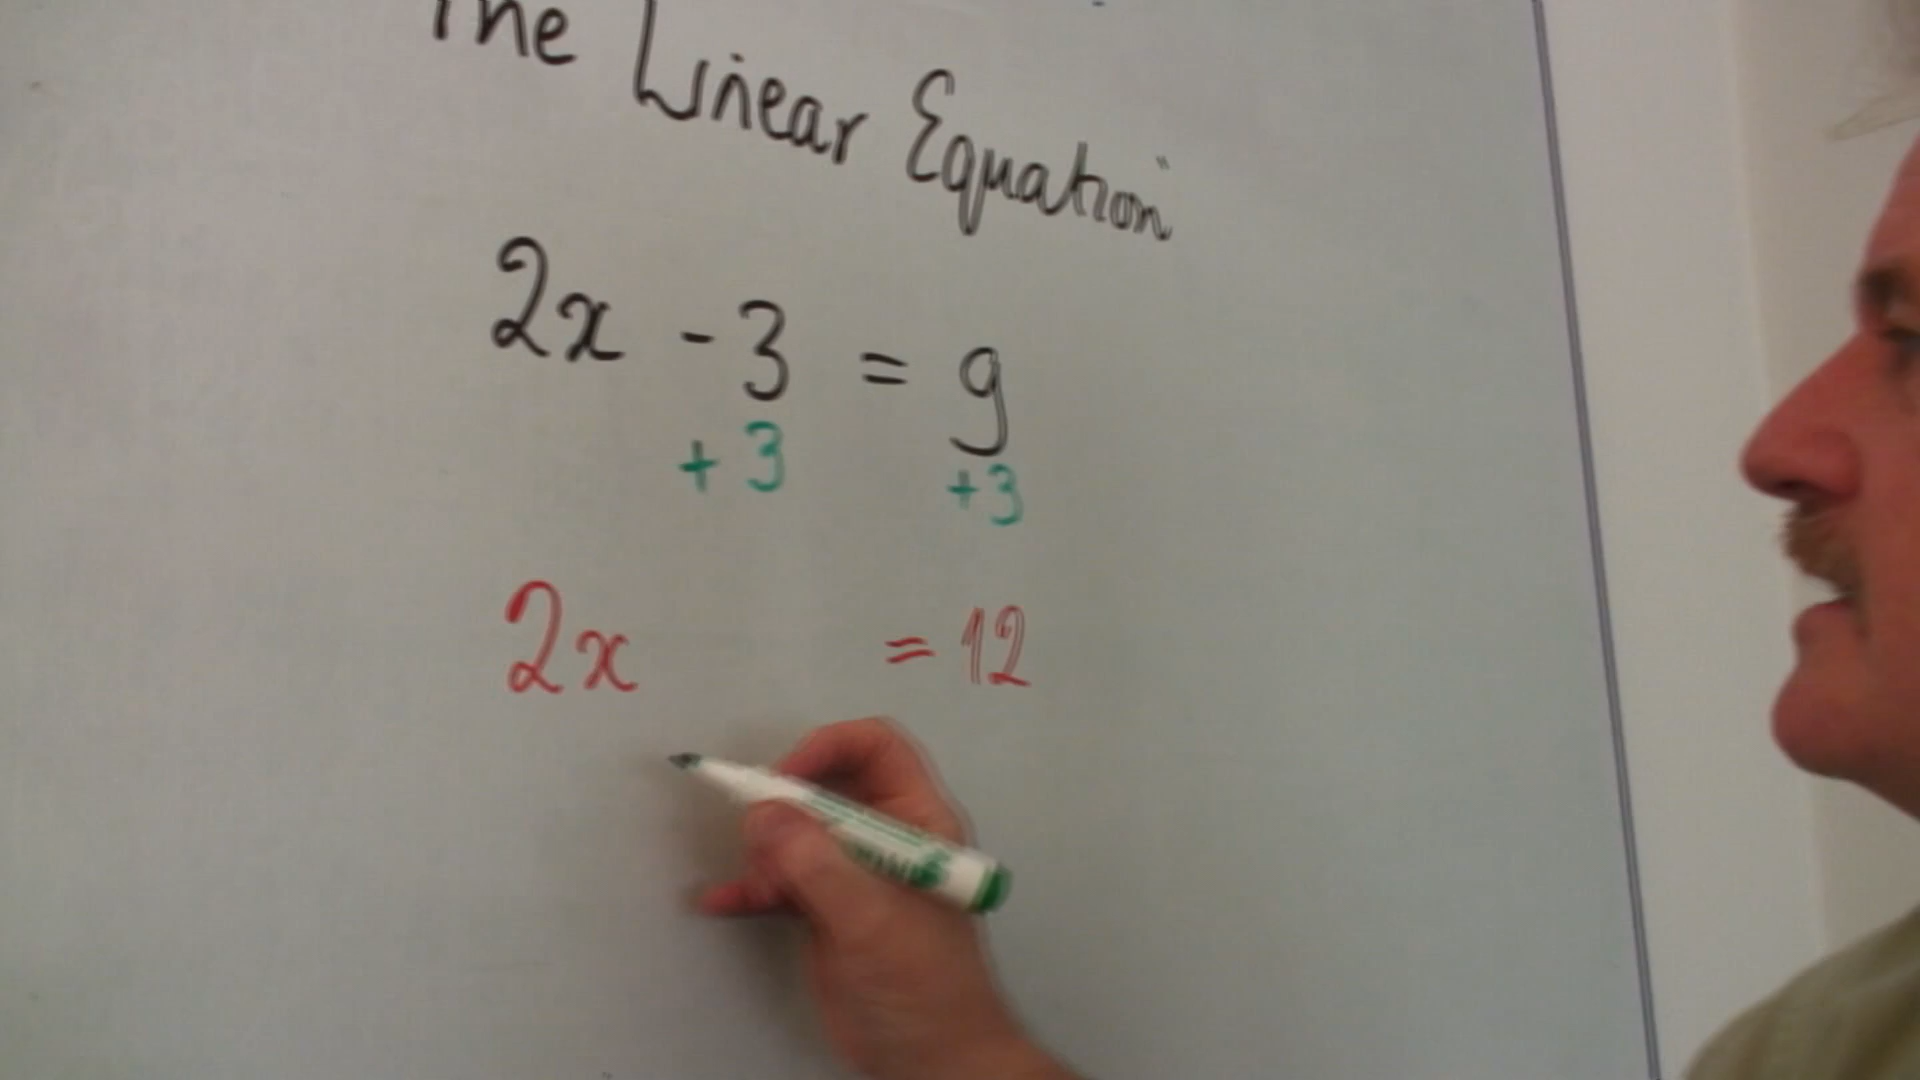 The Linear Equation"
2x - 3 = 9
+ 3 +3
2x = 12